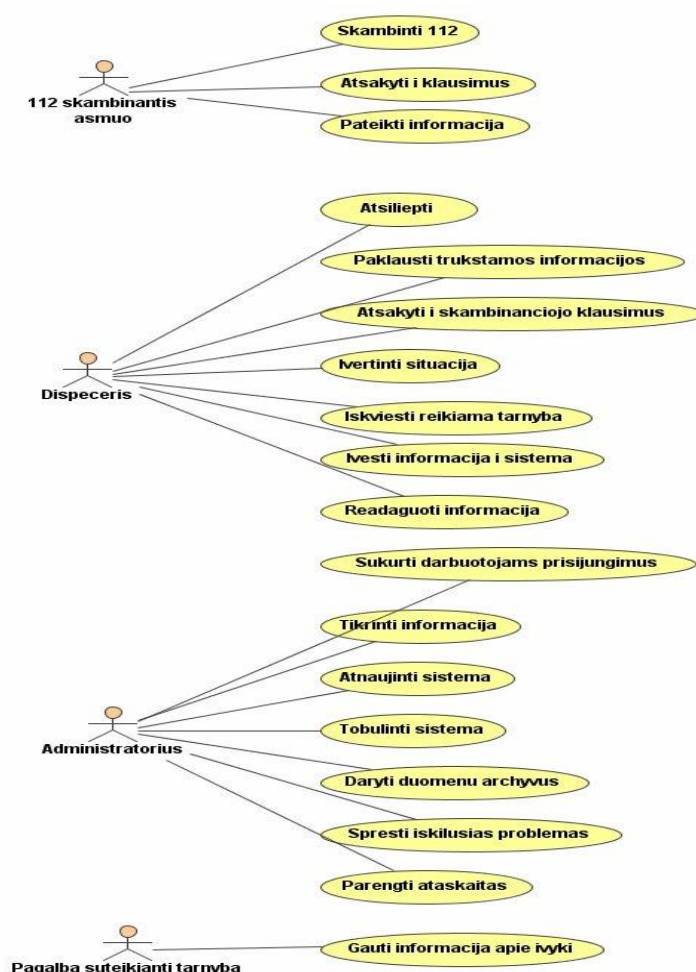 Skambinti 112
Atsakyti i klausimus
112 skambinantis
asmuo
Pateikti informacija
Atsiliepti
Paklausti trukstamos informacijos
Atsakyti i skambinanciojo klausimus
Ivertinti situacija
Dispeceris
Iskviesti reikiama tarnyba
Ivesti informacija i sistema
Readaguoti informacija
Sukurti darbuotojams prisijungimus
Tikrinti informacija
Atnaujinti sistema
Tobulinti sistema
Administratorius
Daryti duomenu archyvus
Spresti iskilusias problemas
Parengti ataskaitas
Gauti informacija apie ivyki
Pagalba suteikianti tarnyba